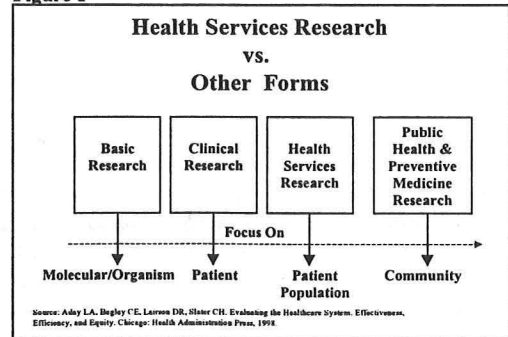 Health Services Research
vs.
Other Forms
Basic
Research
Clinical
Research
Health
Services
Research
Public
Health &
Preventive
Medicine
Research
Focus On
Molecular/Organism
Patient
Patient
Population
Community
Source: Aday LA. Begley CE, Lairson DR, Slater CH. Evaluating the Healthcare System. Effectiveness,
Efficiency, and Equity. Chicago: Health Administration Press, 1998.